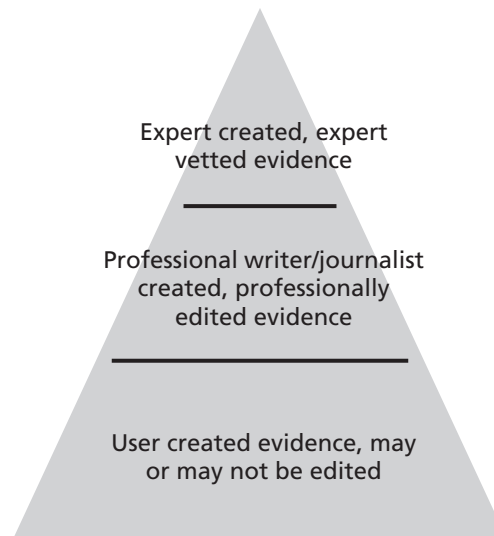 Expert created, expert
vetted evidence
Professional writer/journalist
created, professionally
edited evidence
User created evidence, may
or may not be edited